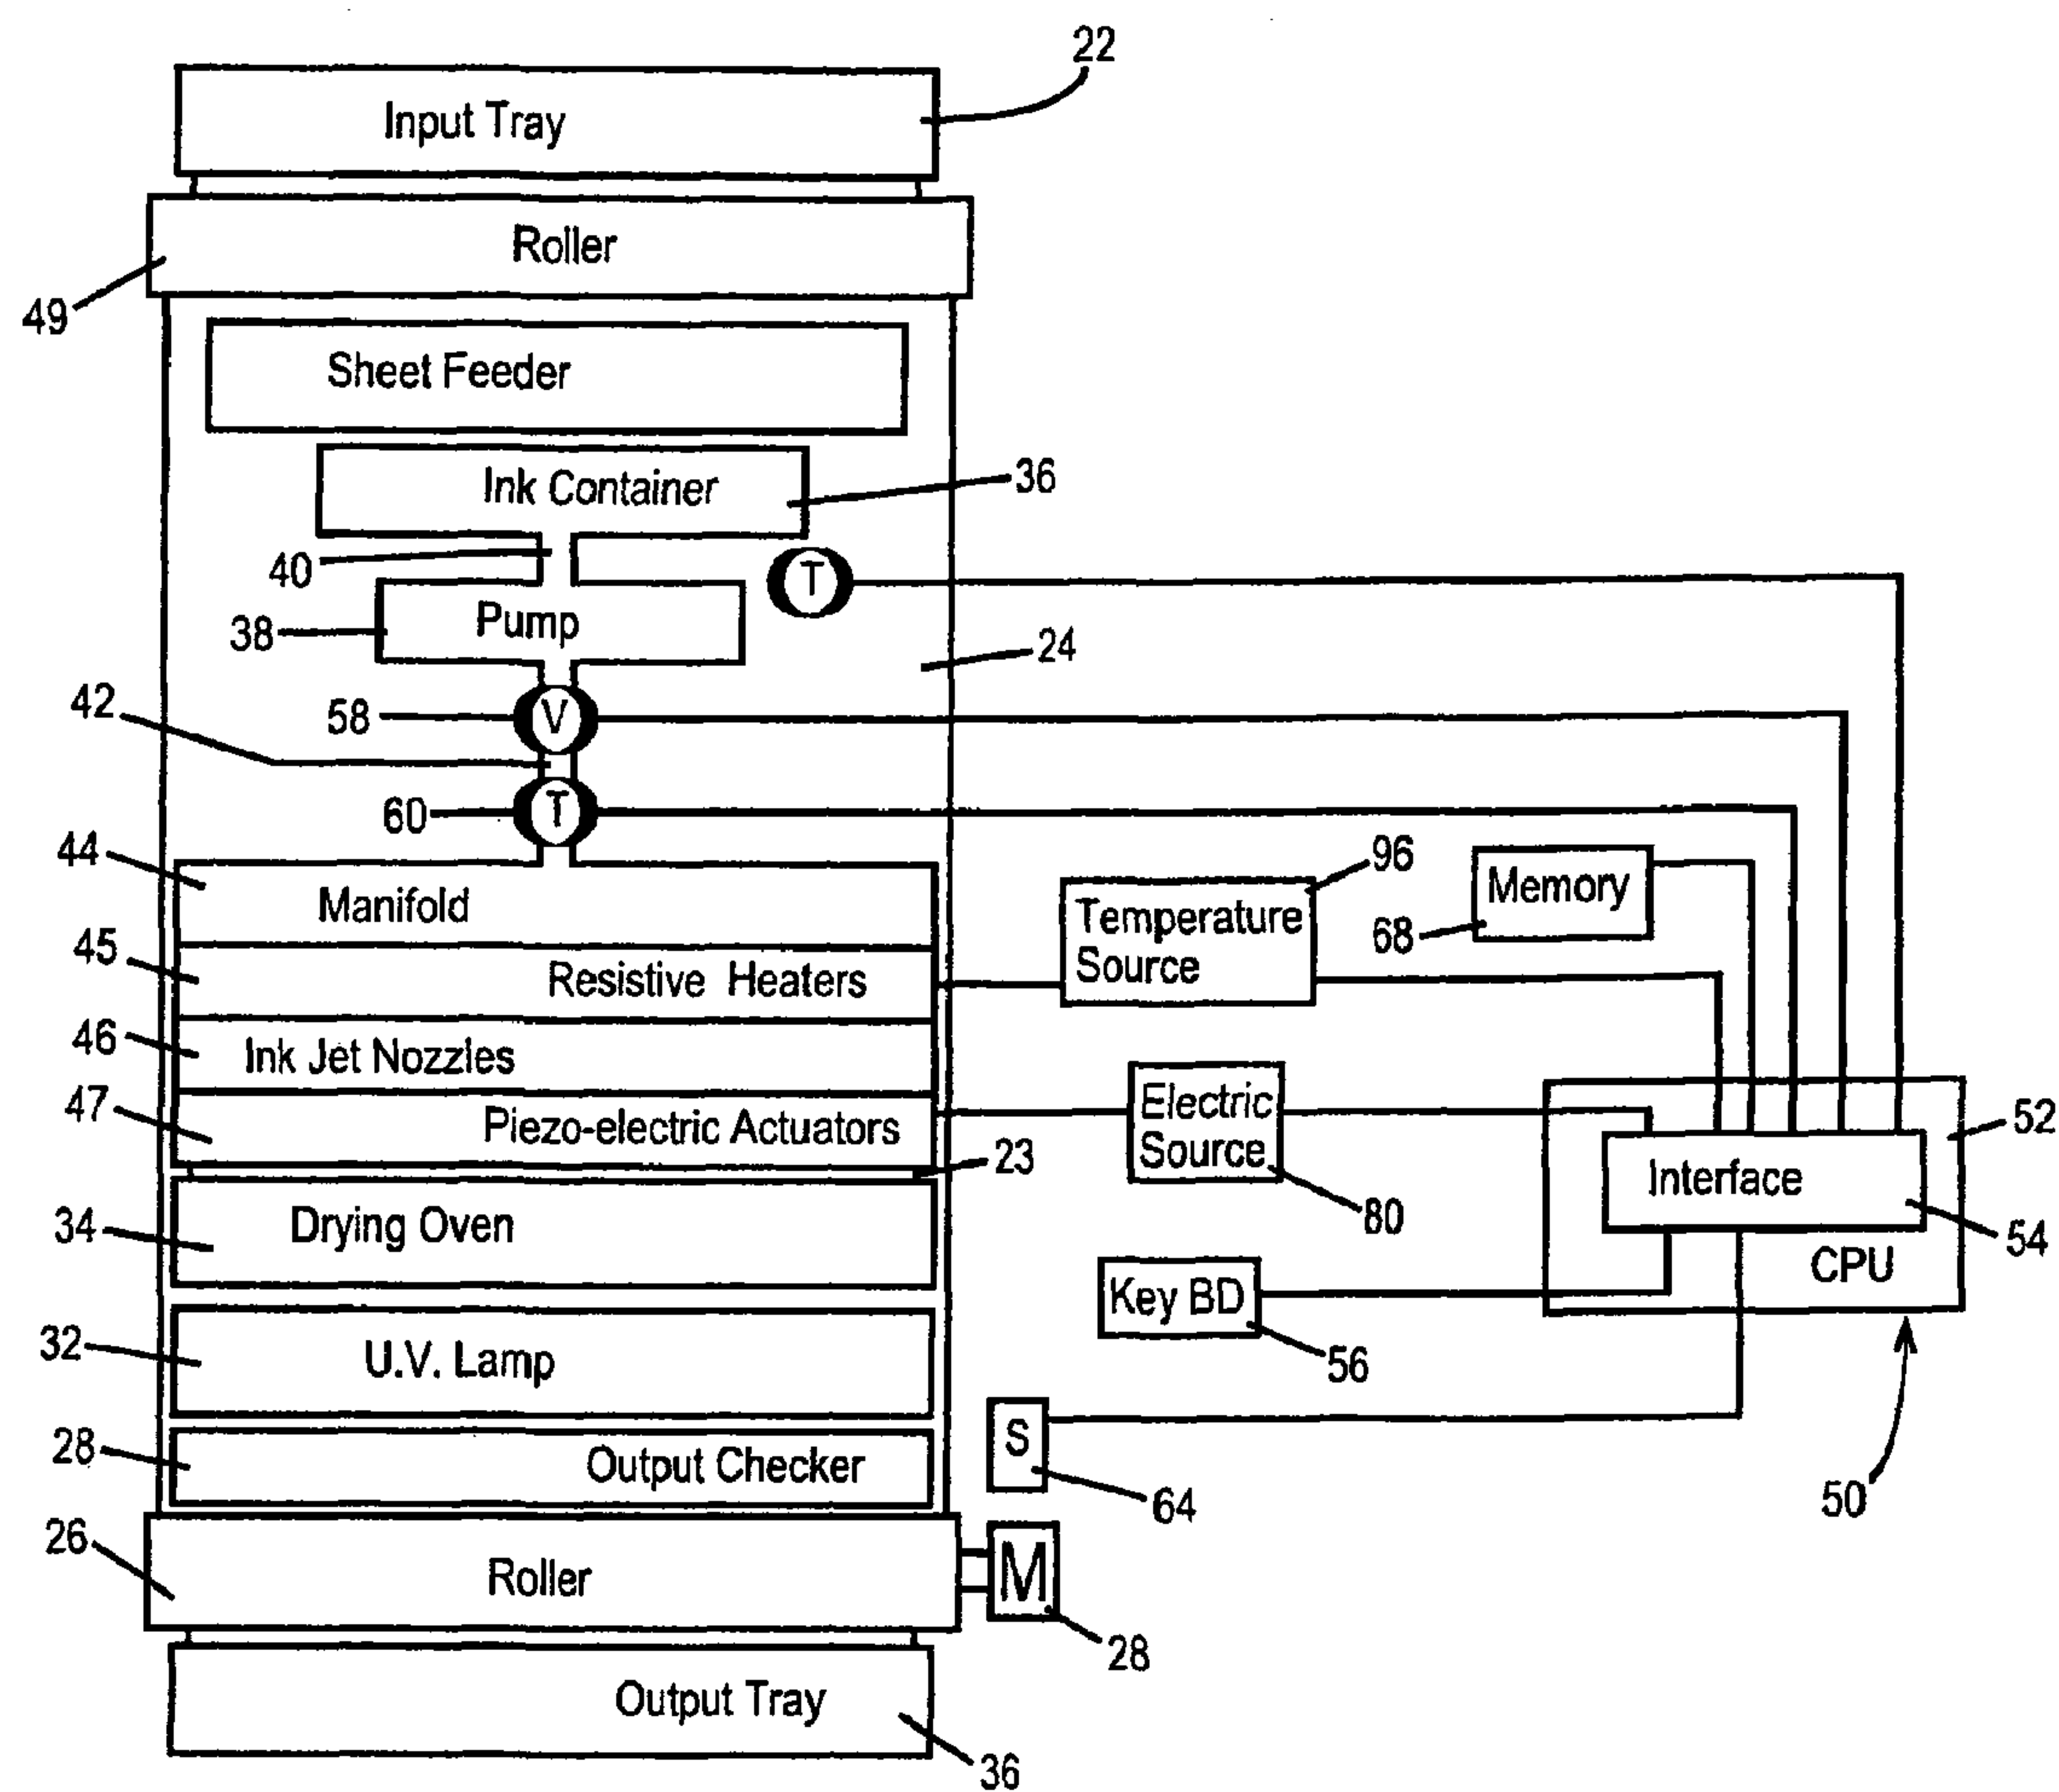 22
Input Tray
Roller
49
Sheet Feeder
Ink Container
36
40
T
Pump
38
24
42
58
V
60
T
44
Manifold
96
Temperature
Source
Memory
68
45
Resistive Heaters
46
Ink Jet Nozzles
47
Piezo-electric Actuators
Electric
Source
80
23
52
Interface
54
CPU
34
Drying Oven
Key BD
56
32
U.V. Lamp
S
64
50
28
Output Checker
26
Roller
M
28
Output Tray
36